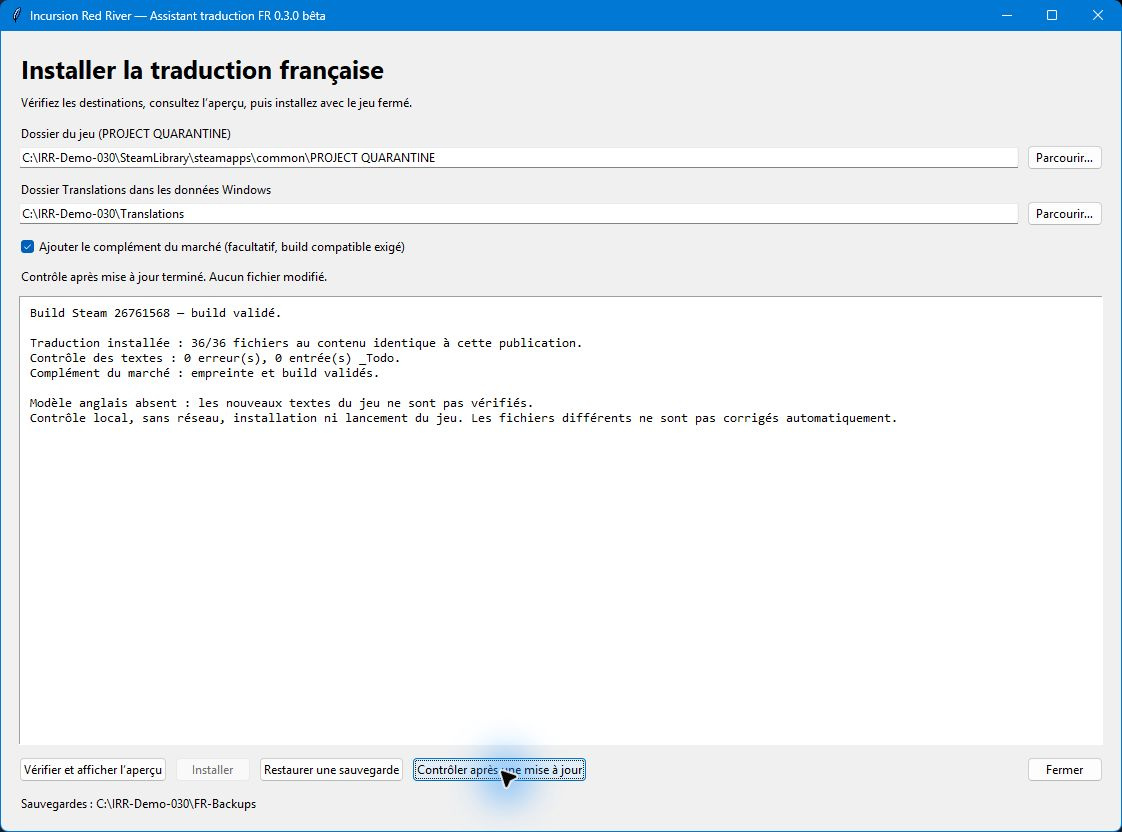 Incursion Red River — Assistant traduction FR 0.3.0 bêta
Installer la traduction française
Vérifiez les destinations, consultez l’aperçu, puis installez avec le jeu fermé.
Dossier du jeu (PROJECT QUARANTINE)
C:\IRR-Demo-030\SteamLibrary\steamapps\common\PROJECT QUARANTINE
Parcourir...
Dossier Translations dans les données Windows
C:\IRR-Demo-030\Translations
Parcourir...
Ajouter le complément du marché (facultatif, build compatible exigé)
Contrôle après mise à jour terminé. Aucun fichier modifié.
Build Steam 26761568 — build validé.
Traduction installée : 36/36 fichiers au contenu identique à cette publication.
Contrôle des textes : 0 erreur(s), 0 entrée(s) _Todo.
Complément du marché : empreinte et build validés.
Modèle anglais absent : les nouveaux textes du jeu ne sont pas vérifiés.
Contrôle local, sans réseau, installation ni lancement du jeu. Les fichiers différents ne sont pas corrigés automatiquement.
Vérifier et afficher l’aperçu
Installer
Restaurer une sauvegarde
Contrôler après une mise à jour
Fermer
Sauvegardes : C:\IRR-Demo-030\FR-Backups